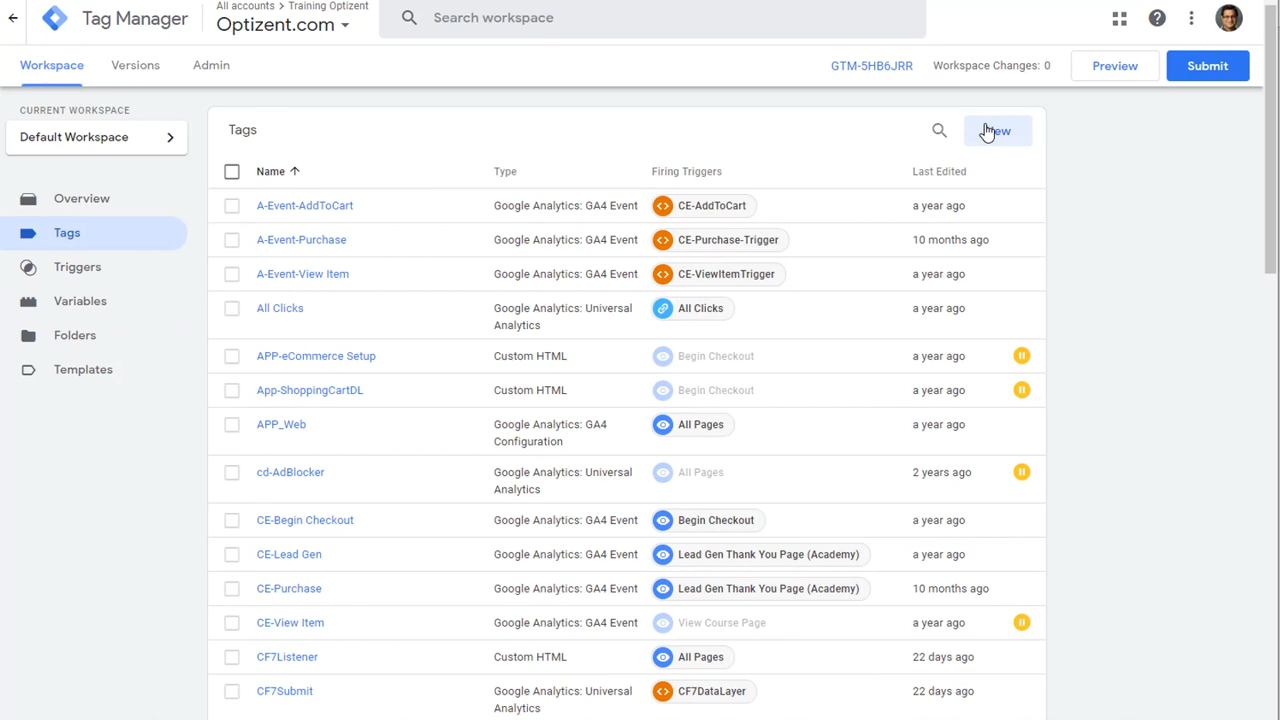 All accounts > Training Optizent
Tag Manager
Optizent.com
Search workspace
Workspace
Versions
Admin
GTM-5HB6JRR
Workspace Changes: 0
Preview
Submit
CURRENT WORKSPACE
Default Workspace
Overview
Tags
Triggers
Variables
Folders
Templates
Tags
Name Type Firing Triggers Last Edited
A-Event-AddToCart Google Analytics: GA4 Event CE-AddToCart a year ago
A-Event-Purchase Google Analytics: GA4 Event CE-Purchase-Trigger 10 months ago
A-Event-View Item Google Analytics: GA4 Event CE-ViewItemTrigger a year ago
All Clicks Google Analytics: Universal All Clicks a year ago
Analytics
APP-eCommerce Setup Custom HTML Begin Checkout a year ago
App-ShoppingCartDL Custom HTML Begin Checkout a year ago
APP_Web Google Analytics: GA4 All Pages a year ago
Configuration
cd-AdBlocker Google Analytics: Universal All Pages 2 years ago
Analytics
CE-Begin Checkout Google Analytics: GA4 Event Begin Checkout a year ago
CE-Lead Gen Google Analytics: GA4 Event Lead Gen Thank You Page (Academy) a year ago
CE-Purchase Google Analytics: GA4 Event Lead Gen Thank You Page (Academy) 10 months ago
CE-View Item Google Analytics: GA4 Event View Course Page a year ago
CF7Listener Custom HTML All Pages 22 days ago
CF7Submit Google Analytics: Universal CF7DataLayer 22 days ago
Analytics